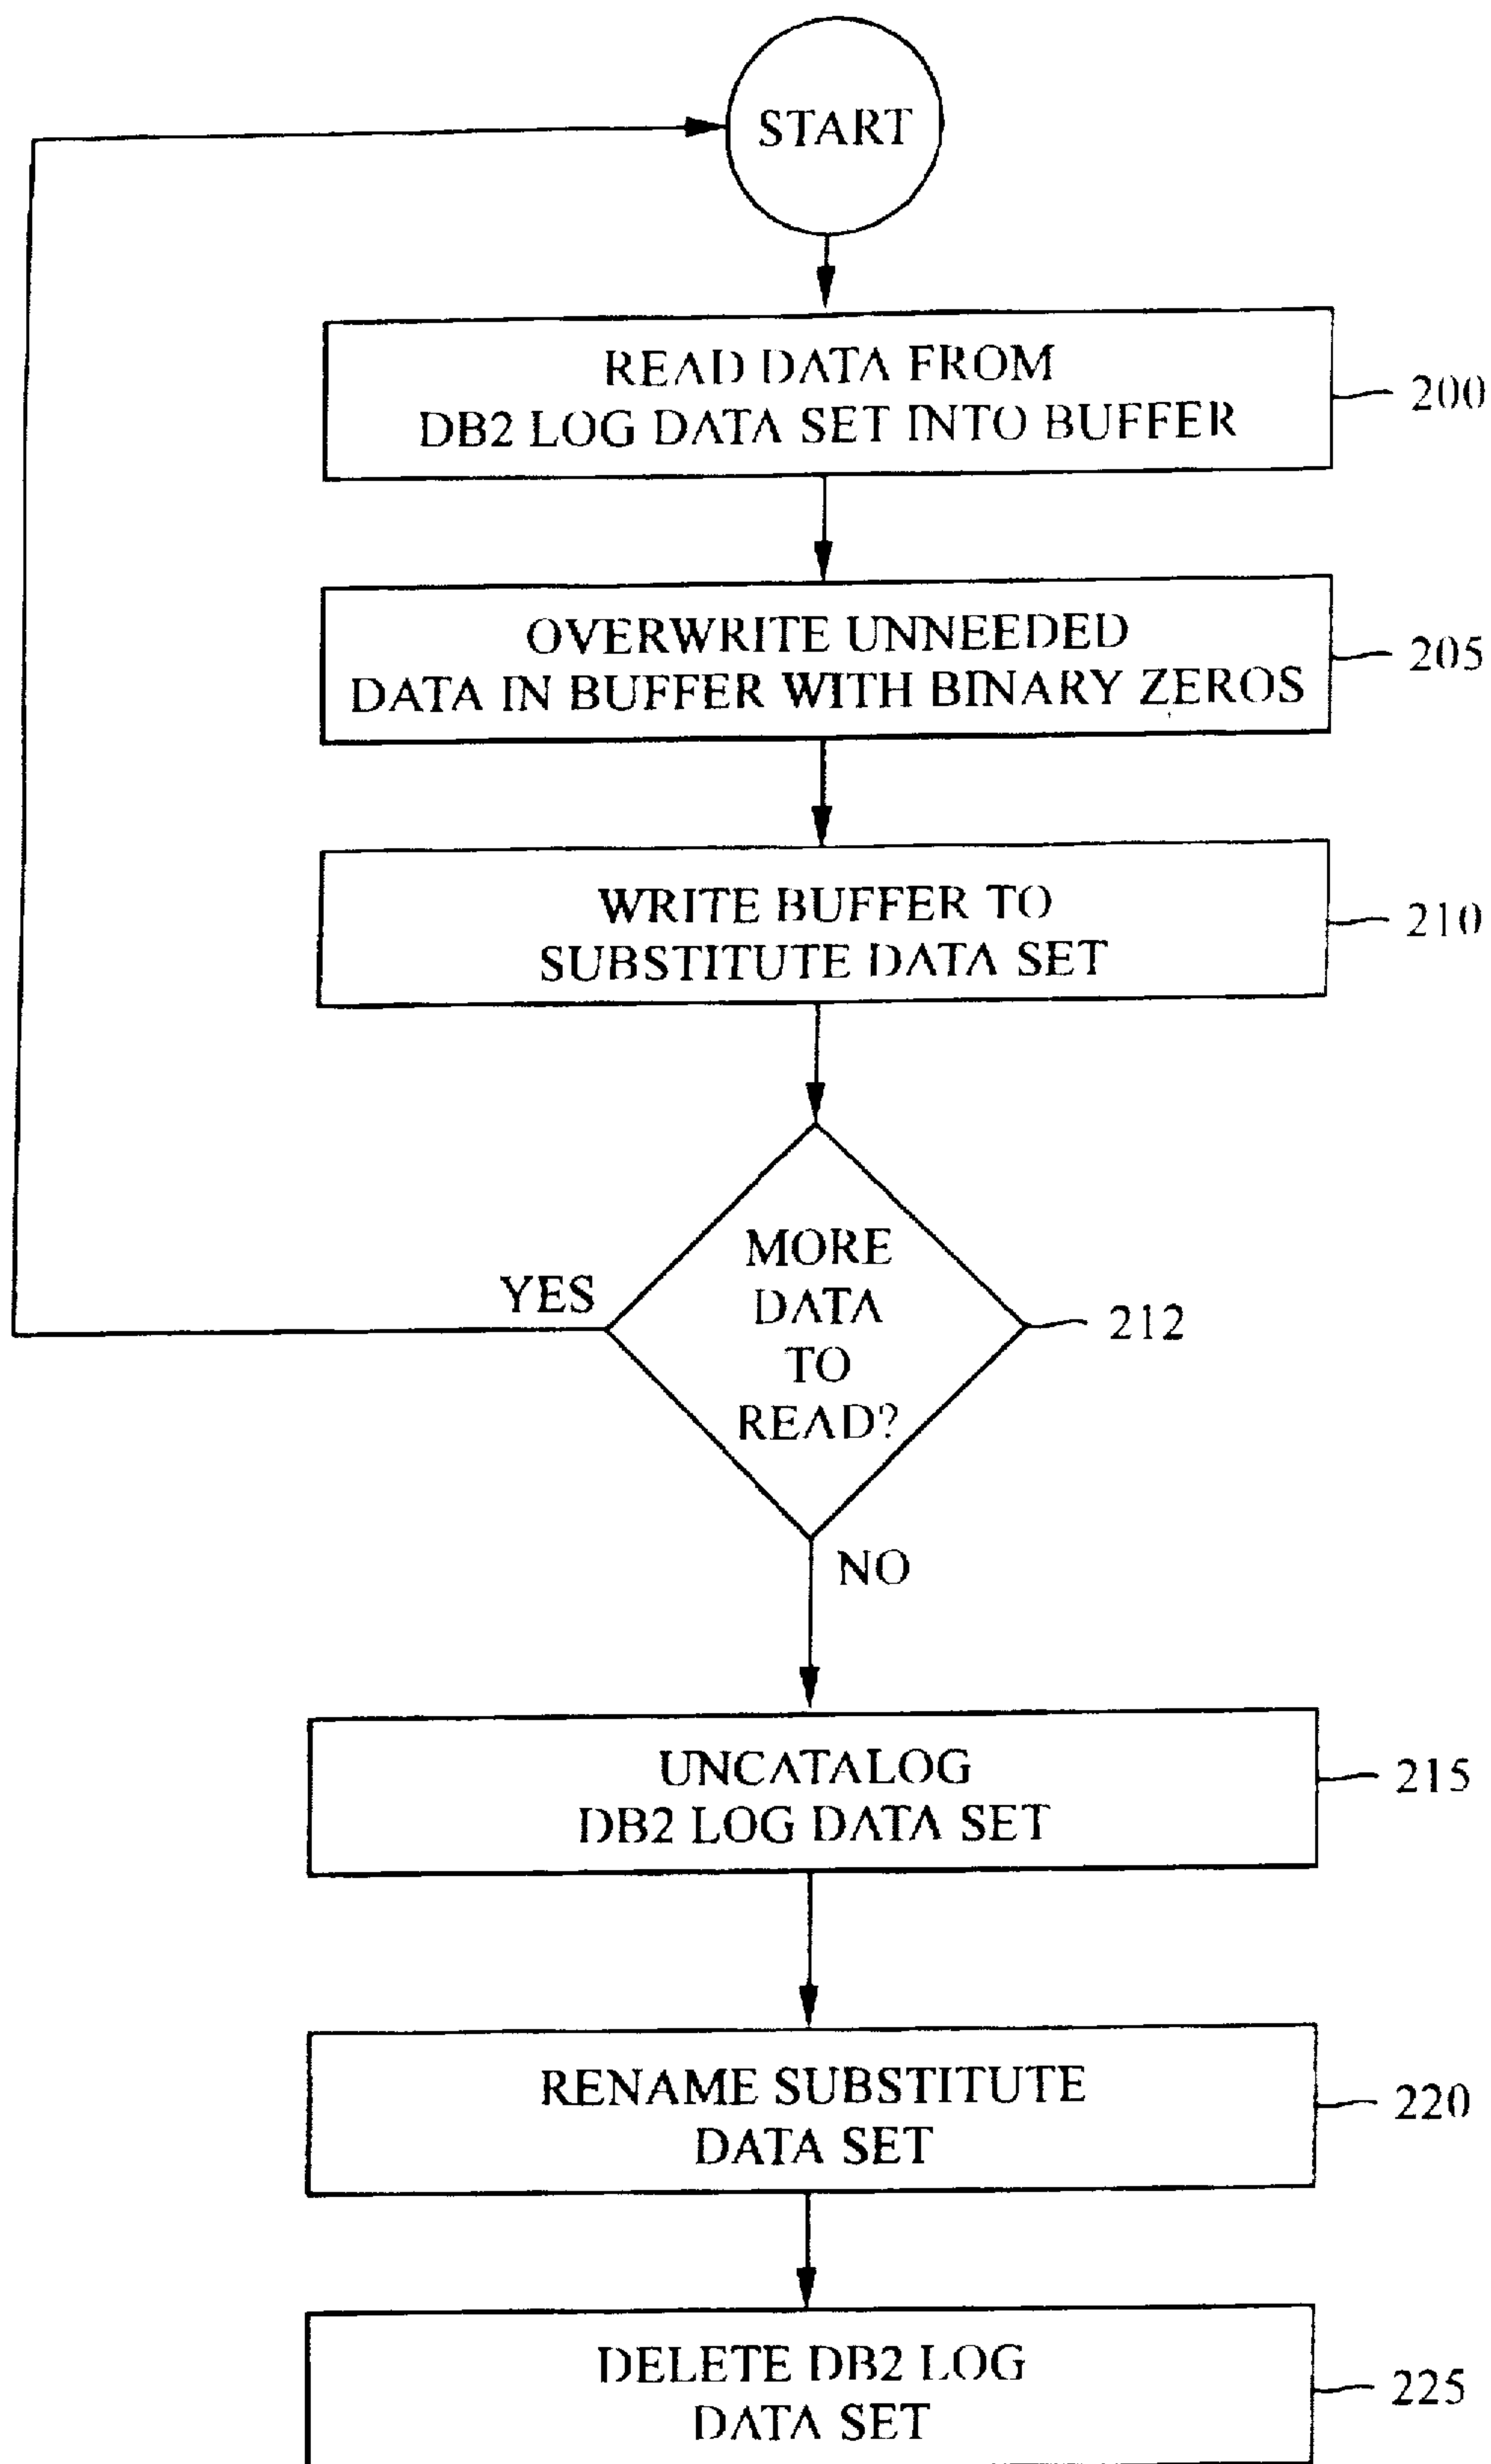 START
READ DATA FROM
DB2 LOG DATA SET INTO BUFFER
200
OVERWRITE UNNEEDED
DATA IN BUFFER WITH BINARY ZEROS
205
WRITE BUFFER TO
SUBSTITUTE DATA SET
210
MORE
DATA
TO
READ?
YES
212
NO
UNCATALOG
DB2 LOG DATA SET
215
RENAME SUBSTITUTE
DATA SET
220
DELETE DB2 LOG
DATA SET
225